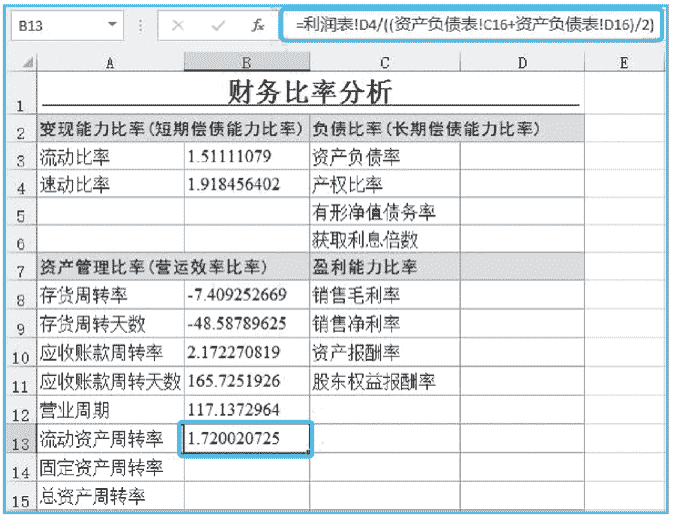 B13 fx =利润表!D4/((资产负债表!C16+资产负债表!D16)/2)
A B C D E
1 财务比率分析
2 变现能力比率(短期偿债能力比率) 负债比率(长期偿债能力比率)
3 流动比率 1.51111079 资产负债率
4 速动比率 1.918456402 产权比率
5 有形净值债务率
6 获取利息倍数
7 资产管理比率(营运效率比率) 盈利能力比率
8 存货周转率 -7.409252669 销售毛利率
9 存货周转天数 -48.58789625 销售净利率
10 应收账款周转率 2.172270819 资产报酬率
11 应收账款周转天数 165.7251926 股东权益报酬率
12 营业周期 117.1372964
13 流动资产周转率 1.720020725
14 固定资产周转率
15 总资产周转率